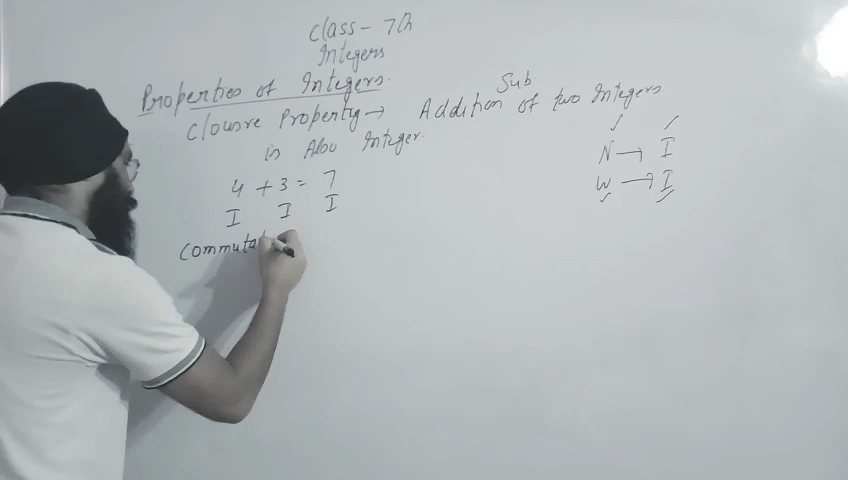 Class - 7th
Integers
Properties of Integers.
Sub
Clousre Property → Addition of two Integers.
is Also Integer.
N → I
4 + 3 = 7
W → I
I I I
Commutat